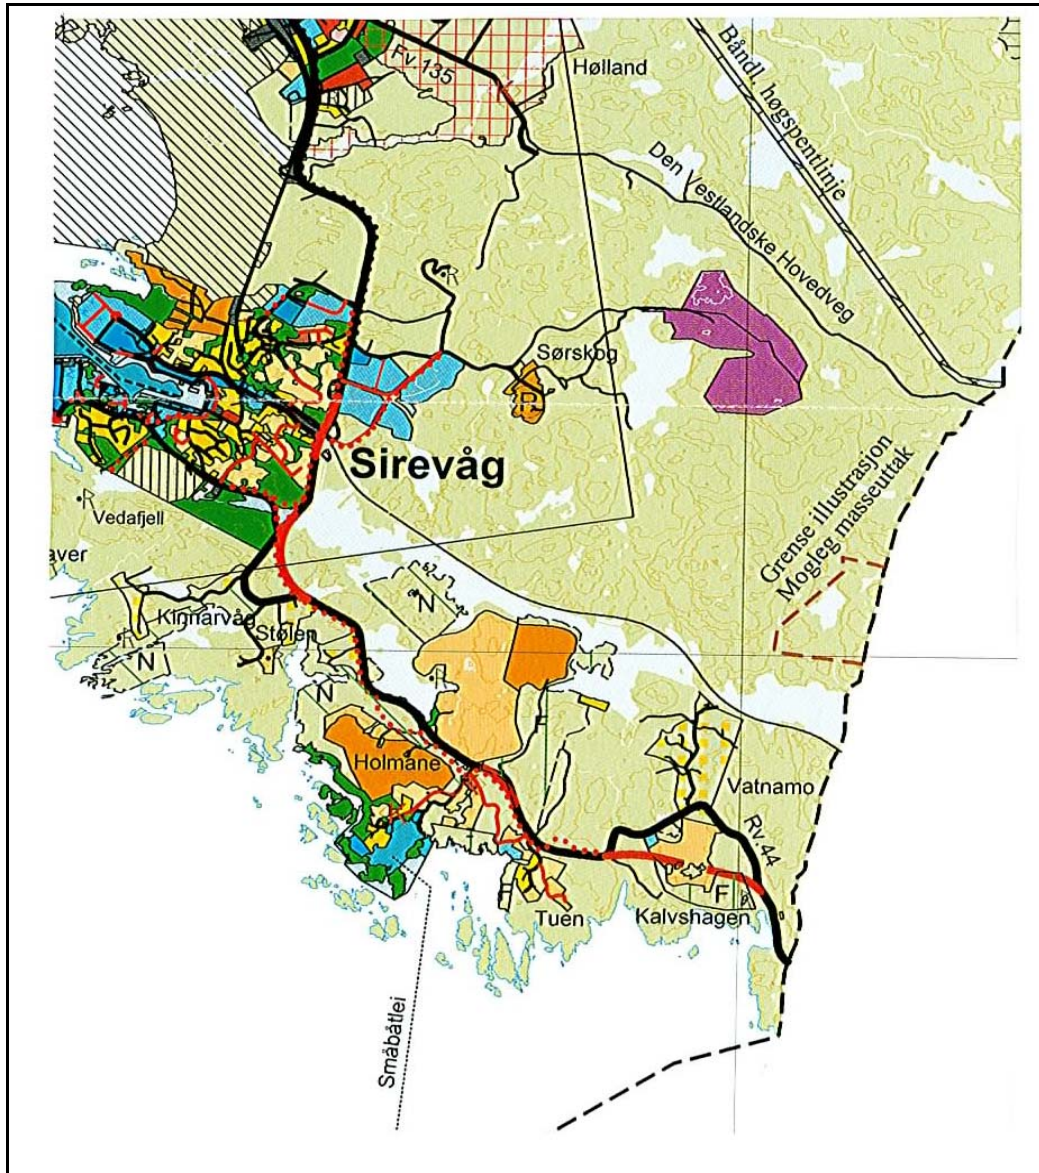 Fv.135
Hølland
Båndl. høgspentlinje
Den Vestlandske Hovedveg
R
Sørskog
B
Sirevåg
R
Vedafjell
aver
Grense illustrasjon
Mogleg masseuttak
N
Kinnarvåg
Stølen
R
N
N
R
F
Holmane
Vatnamo
Rv.44
F
Tuen
Kalvshagen
Småbåtlei